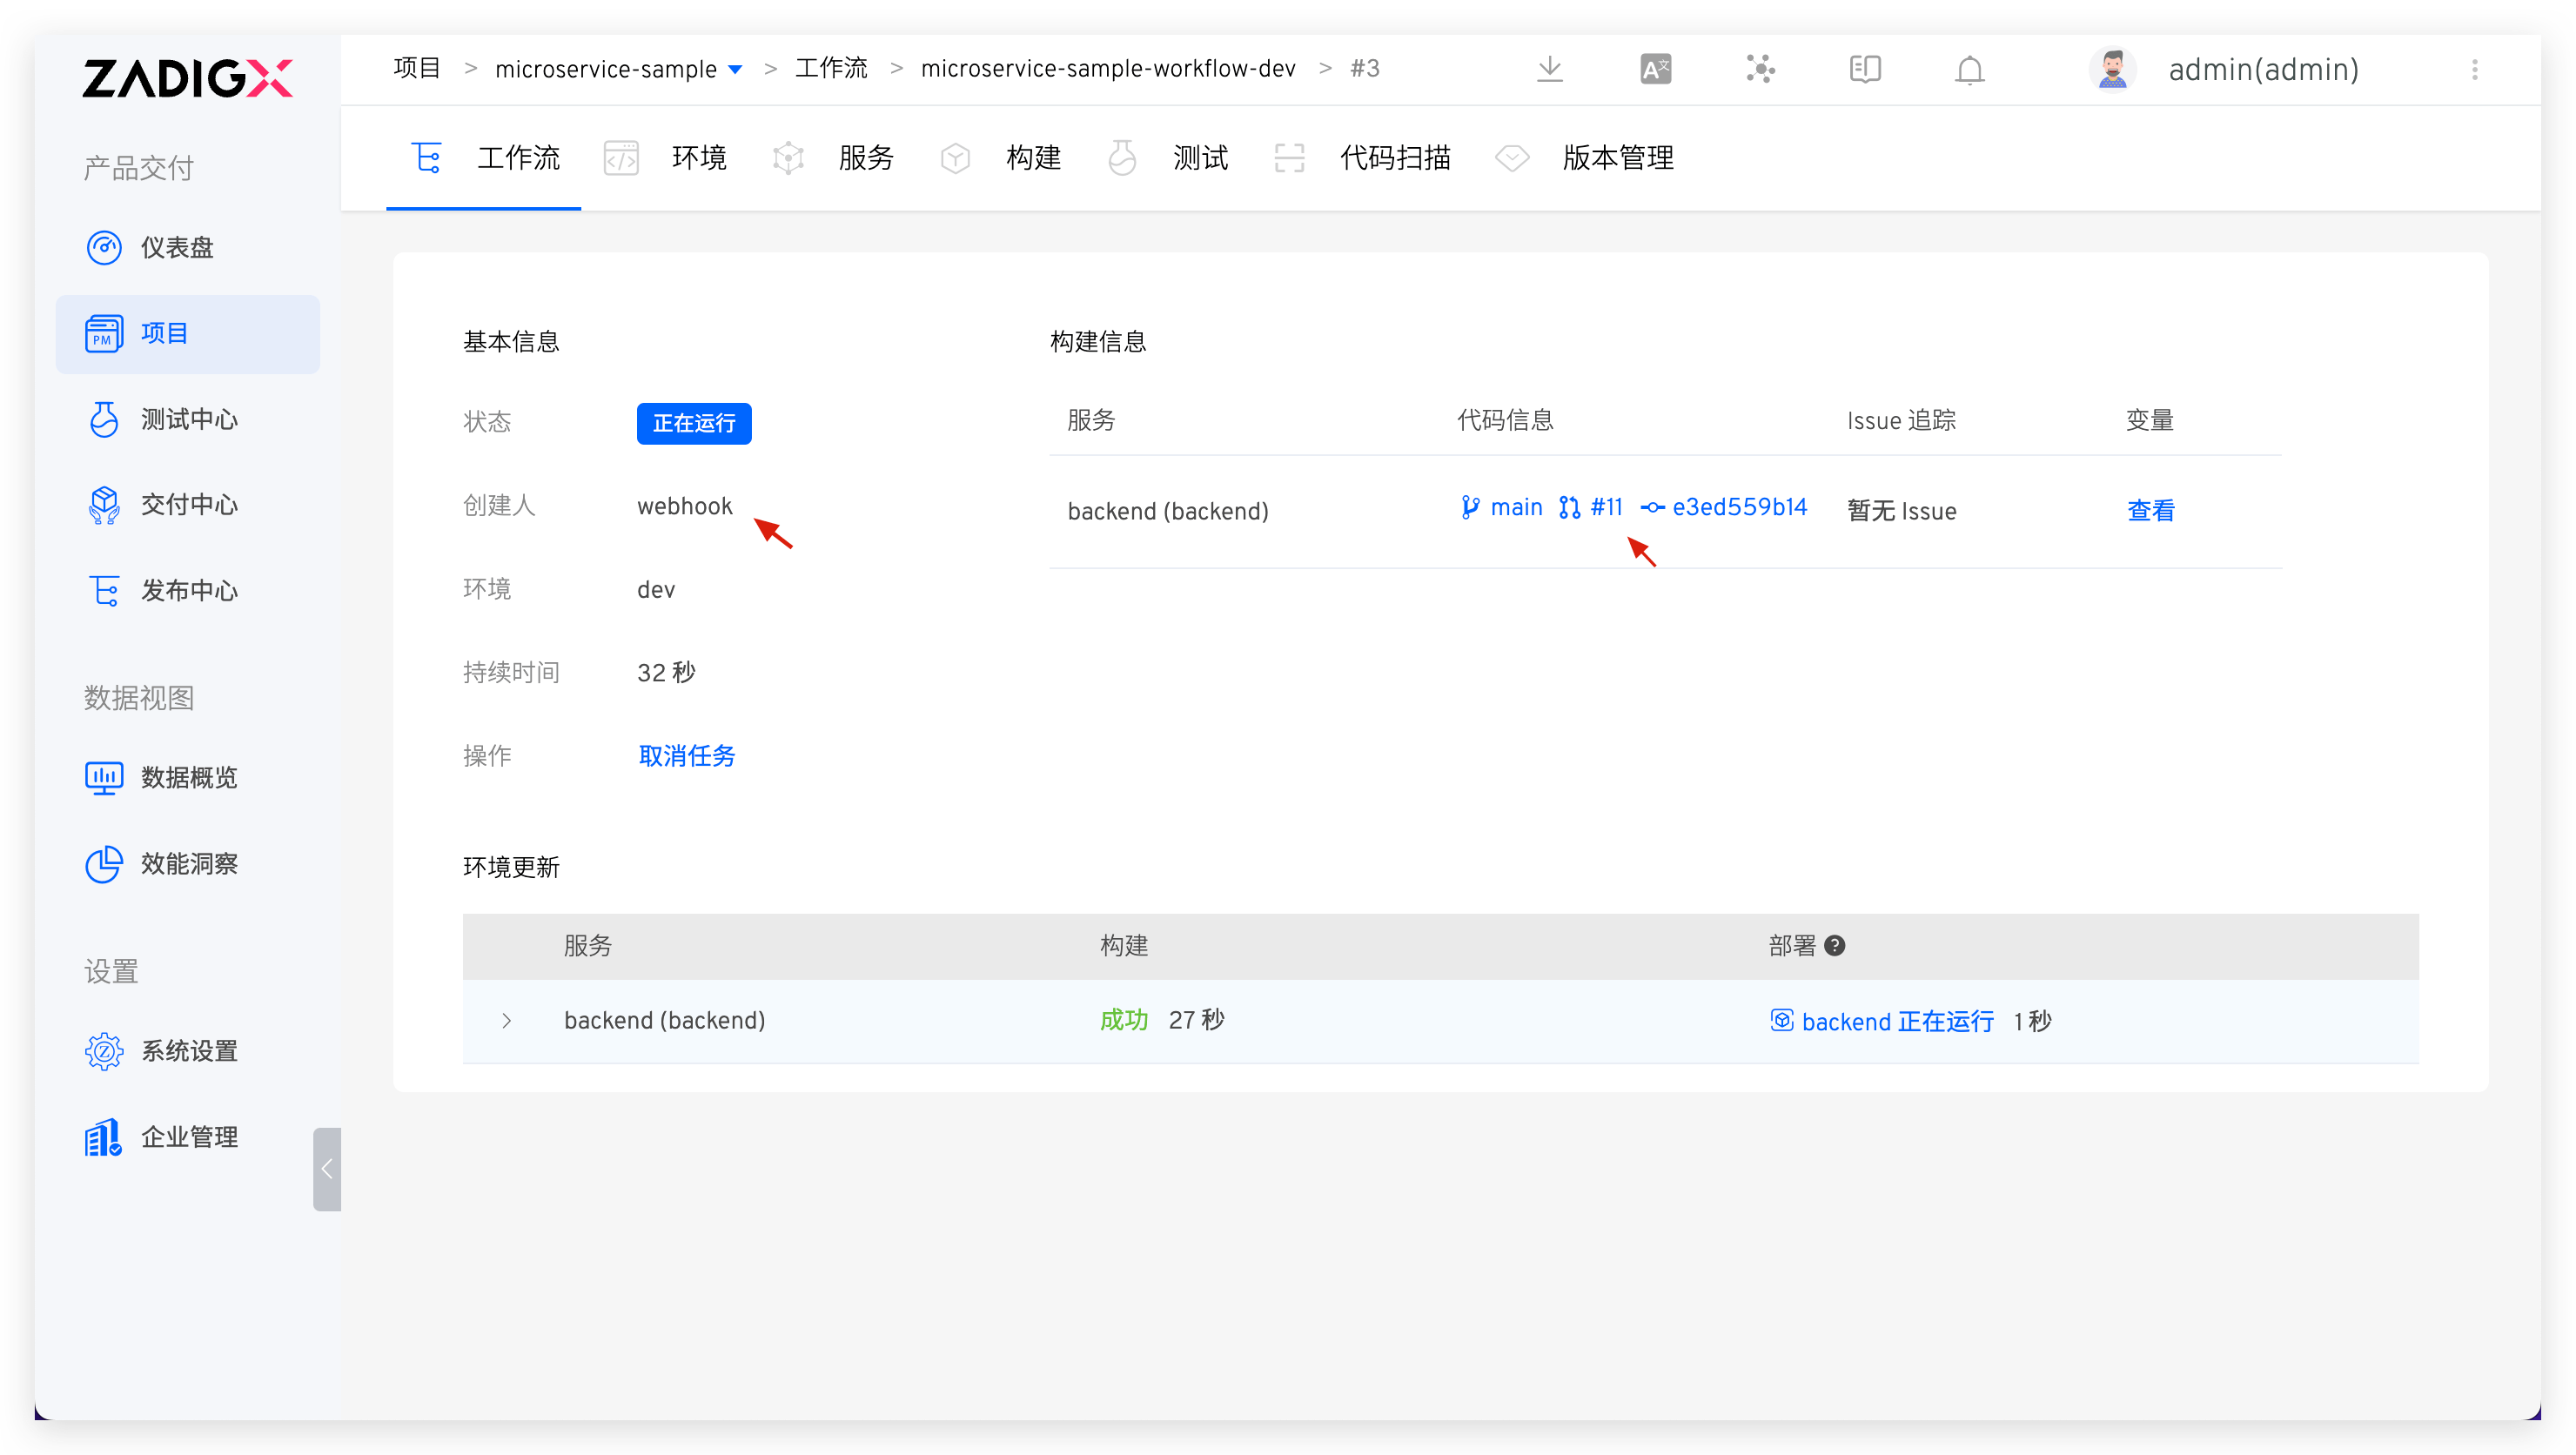 ZADIGX
项目 > microservice-sample > 工作流 > microservice-sample-workflow-dev > #3
A文
admin(admin)
工作流 环境 服务 构建 测试 代码扫描 版本管理
产品交付
仪表盘
PM 项目
测试中心
交付中心
发布中心
数据视图
数据概览
效能洞察
设置
Z 系统设置
企业管理
基本信息
状态 正在运行
创建人 webhook
环境 dev
持续时间 32 秒
操作 取消任务
构建信息
服务 代码信息 Issue 追踪 变量
backend (backend) main #11 e3ed559b14 暂无 Issue 查看
环境更新
服务 构建 部署 ?
backend (backend) 成功 27 秒 backend 正在运行 1 秒